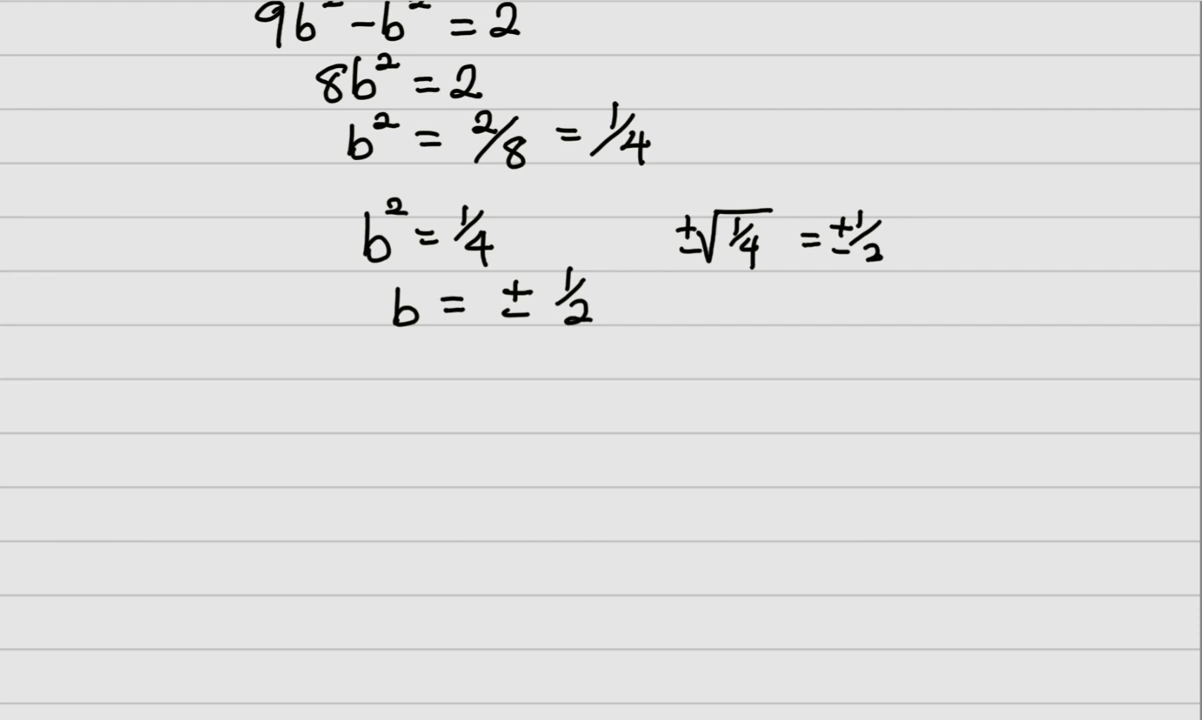 9b² - b² = 2
8b² = 2
b² = 2/8 = 1/4
b² = 1/4 ±√1/4 = ±1/2
b = ± 1/2